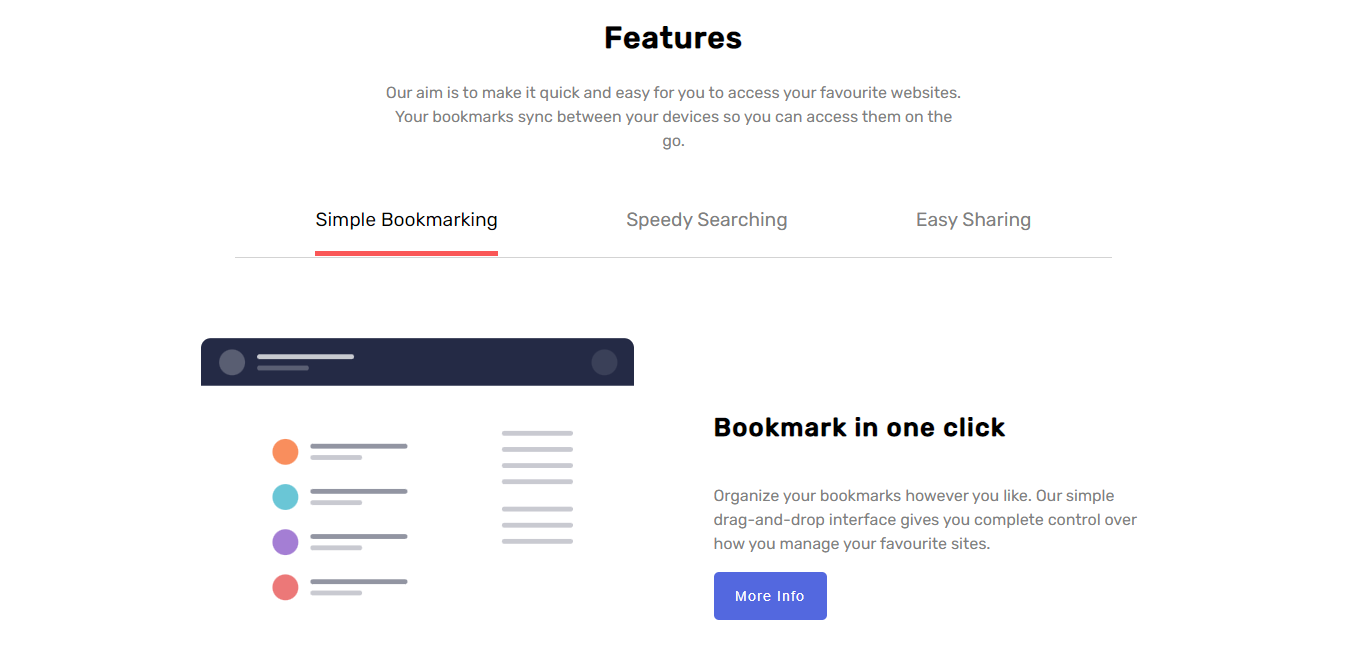 Features
Our aim is to make it quick and easy for you to access your favourite websites.
Your bookmarks sync between your devices so you can access them on the
go.
Simple Bookmarking
Speedy Searching
Easy Sharing
Bookmark in one click
Organize your bookmarks however you like. Our simple
drag-and-drop interface gives you complete control over
how you manage your favourite sites.
More Info